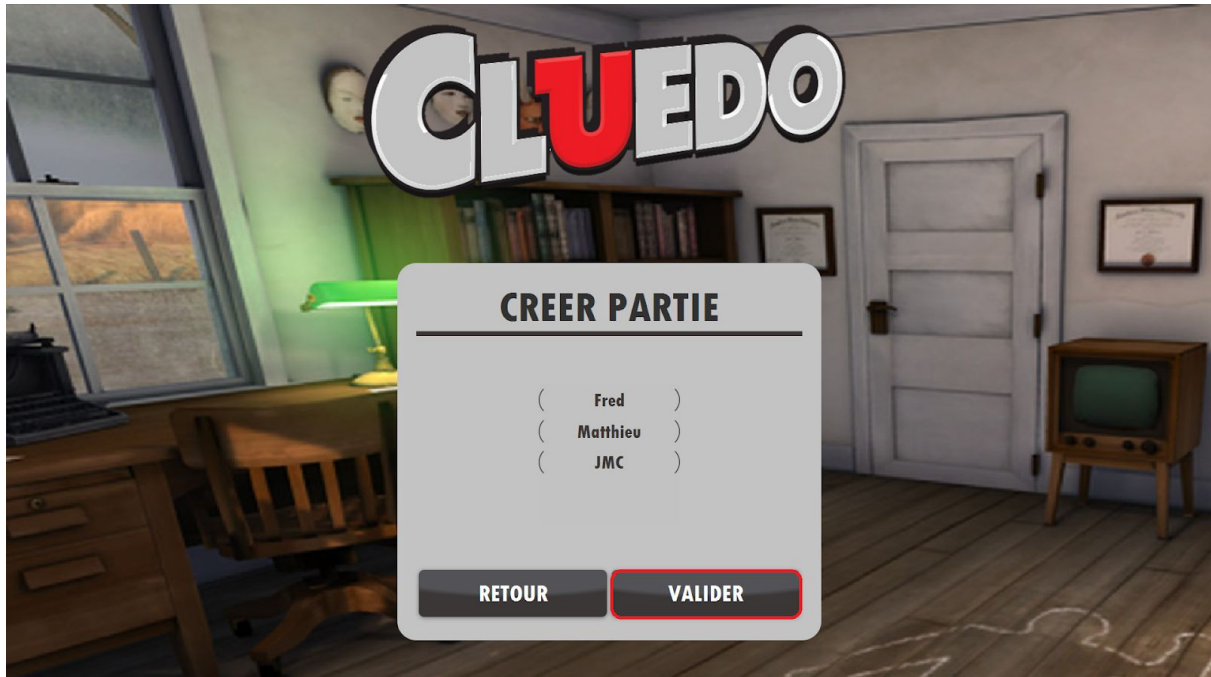 CLUEDO
CREER PARTIE
( Fred )
( Matthieu )
( JMC )
RETOUR
VALIDER